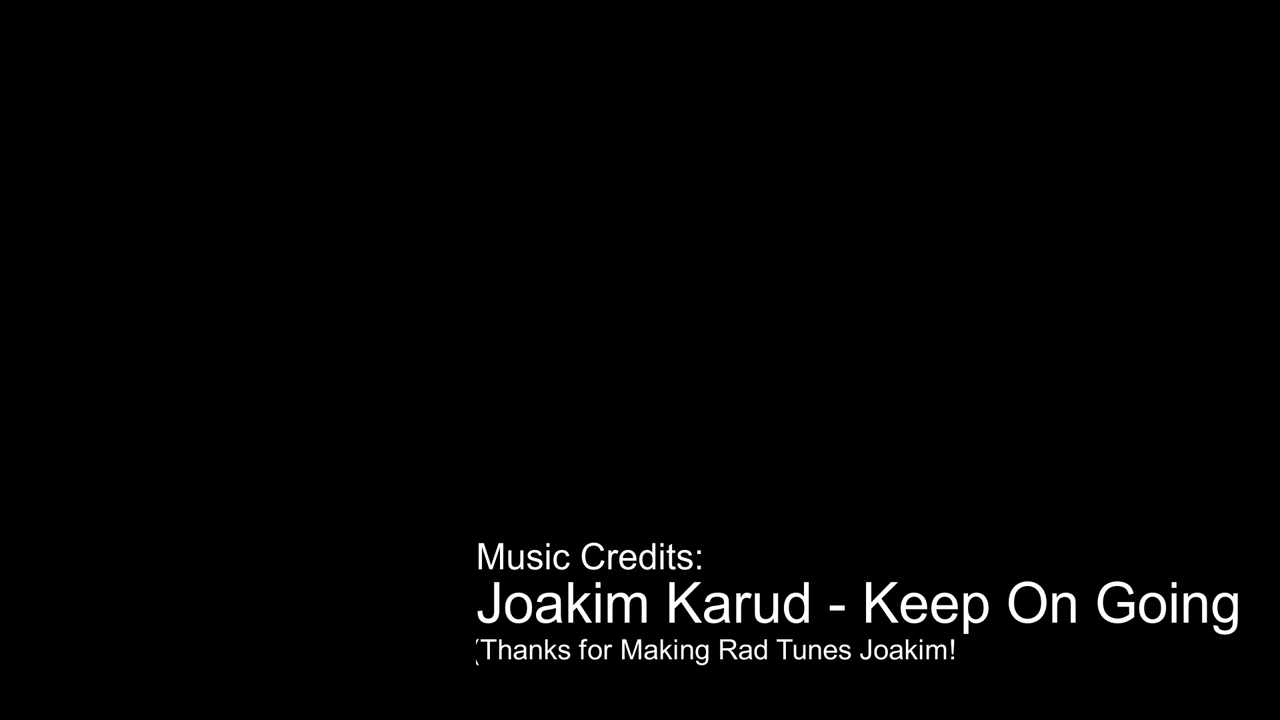 Music Credits:
Joakim Karud - Keep On Going
(Thanks for Making Rad Tunes Joakim!